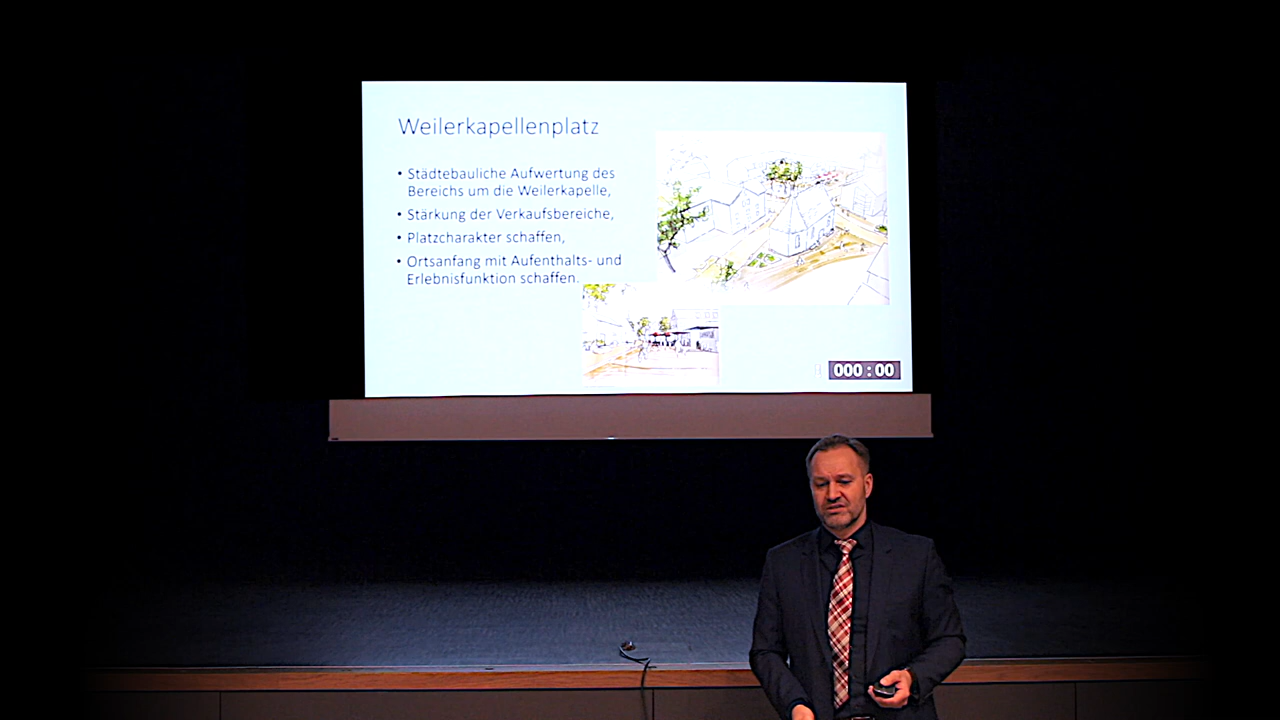 Weilerkapellenplatz
• Städtebauliche Aufwertung des
Bereichs um die Weilerkapelle,
• Stärkung der Verkaufsbereiche,
• Platzcharakter schaffen,
• Ortsanfang mit Aufenthalts- und
Erlebnisfunktion schaffen.
000 : 00